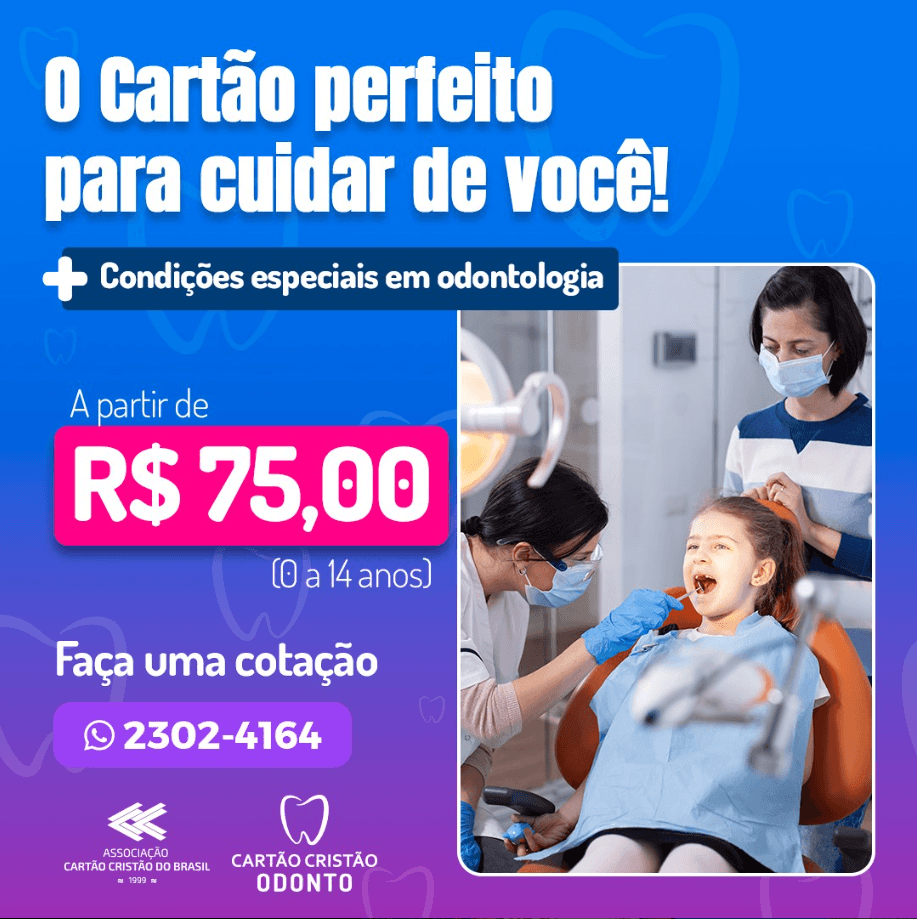 O Cartão perfeito
para cuidar de você!
+ Condições especiais em odontologia
A partir de
R$ 75,00
(0 a 14 anos)
Faça uma cotação
2302-4164
ASSOCIAÇÃO
CARTÃO CRISTÃO DO BRASIL
≈ 1999 ≈
CARTÃO CRISTÃO
ODONTO